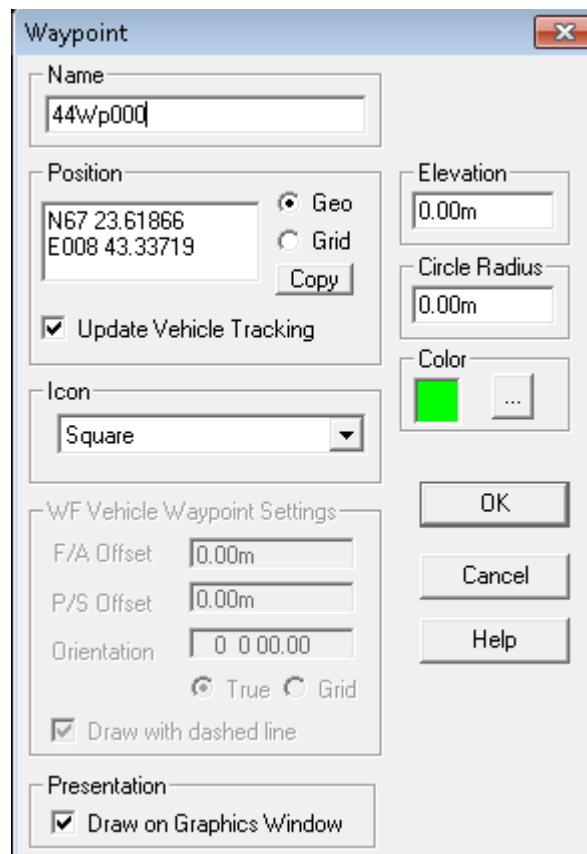 Waypoint
Name
44Wp000
Position
N67 23.61866
E008 43.33719
Geo
Grid
Copy
Update Vehicle Tracking
Elevation
0.00m
Circle Radius
0.00m
Color
...
Icon
Square
WF Vehicle Waypoint Settings
F/A Offset 0.00m
P/S Offset 0.00m
Orientation 0 0 00.00
True Grid
Draw with dashed line
OK
Cancel
Help
Presentation
Draw on Graphics Window